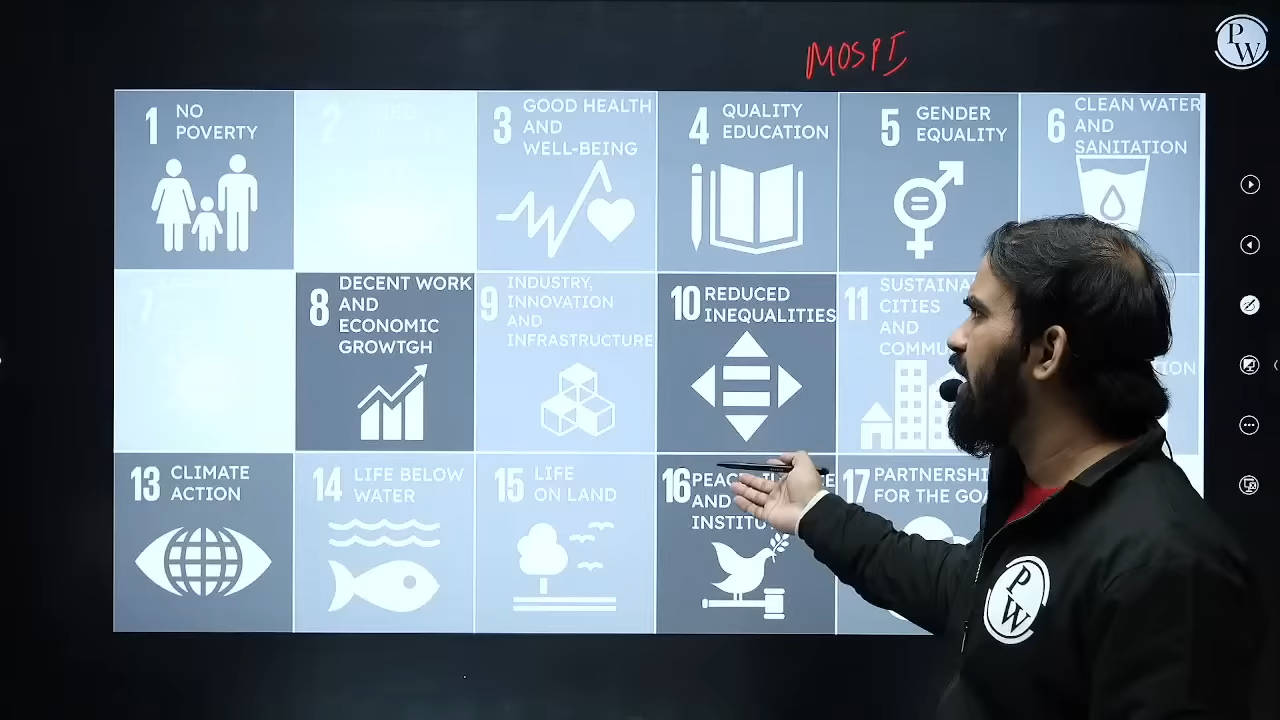 MOSPI
PW
1 NO
POVERTY
3 GOOD HEALTH
AND
WELL-BEING
4 QUALITY
EDUCATION
5 GENDER
EQUALITY
6 CLEAN WATER
AND
SANITATION
8 DECENT WORK
AND
ECONOMIC
GROWTGH
9 INDUSTRY,
INNOVATION
AND
INFRASTRUCTURE
10 REDUCED
INEQUALITIES
11
CITIES
AND
13 CLIMATE
ACTION
14 LIFE BELOW
WATER
15 LIFE
ON LAND
16
AND
17
FOR THE
PW